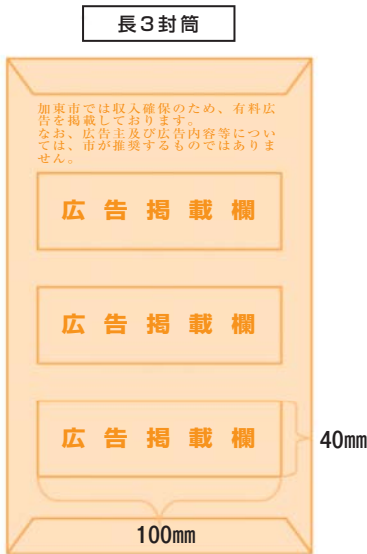 長3封筒
加東市では収入確保のため、有料広
告を掲載しております。
なお、広告主及び広告内容等につい
ては、市が推奨するものではありま
せん。
広告掲載欄
広告掲載欄
広告掲載欄
40mm
100mm